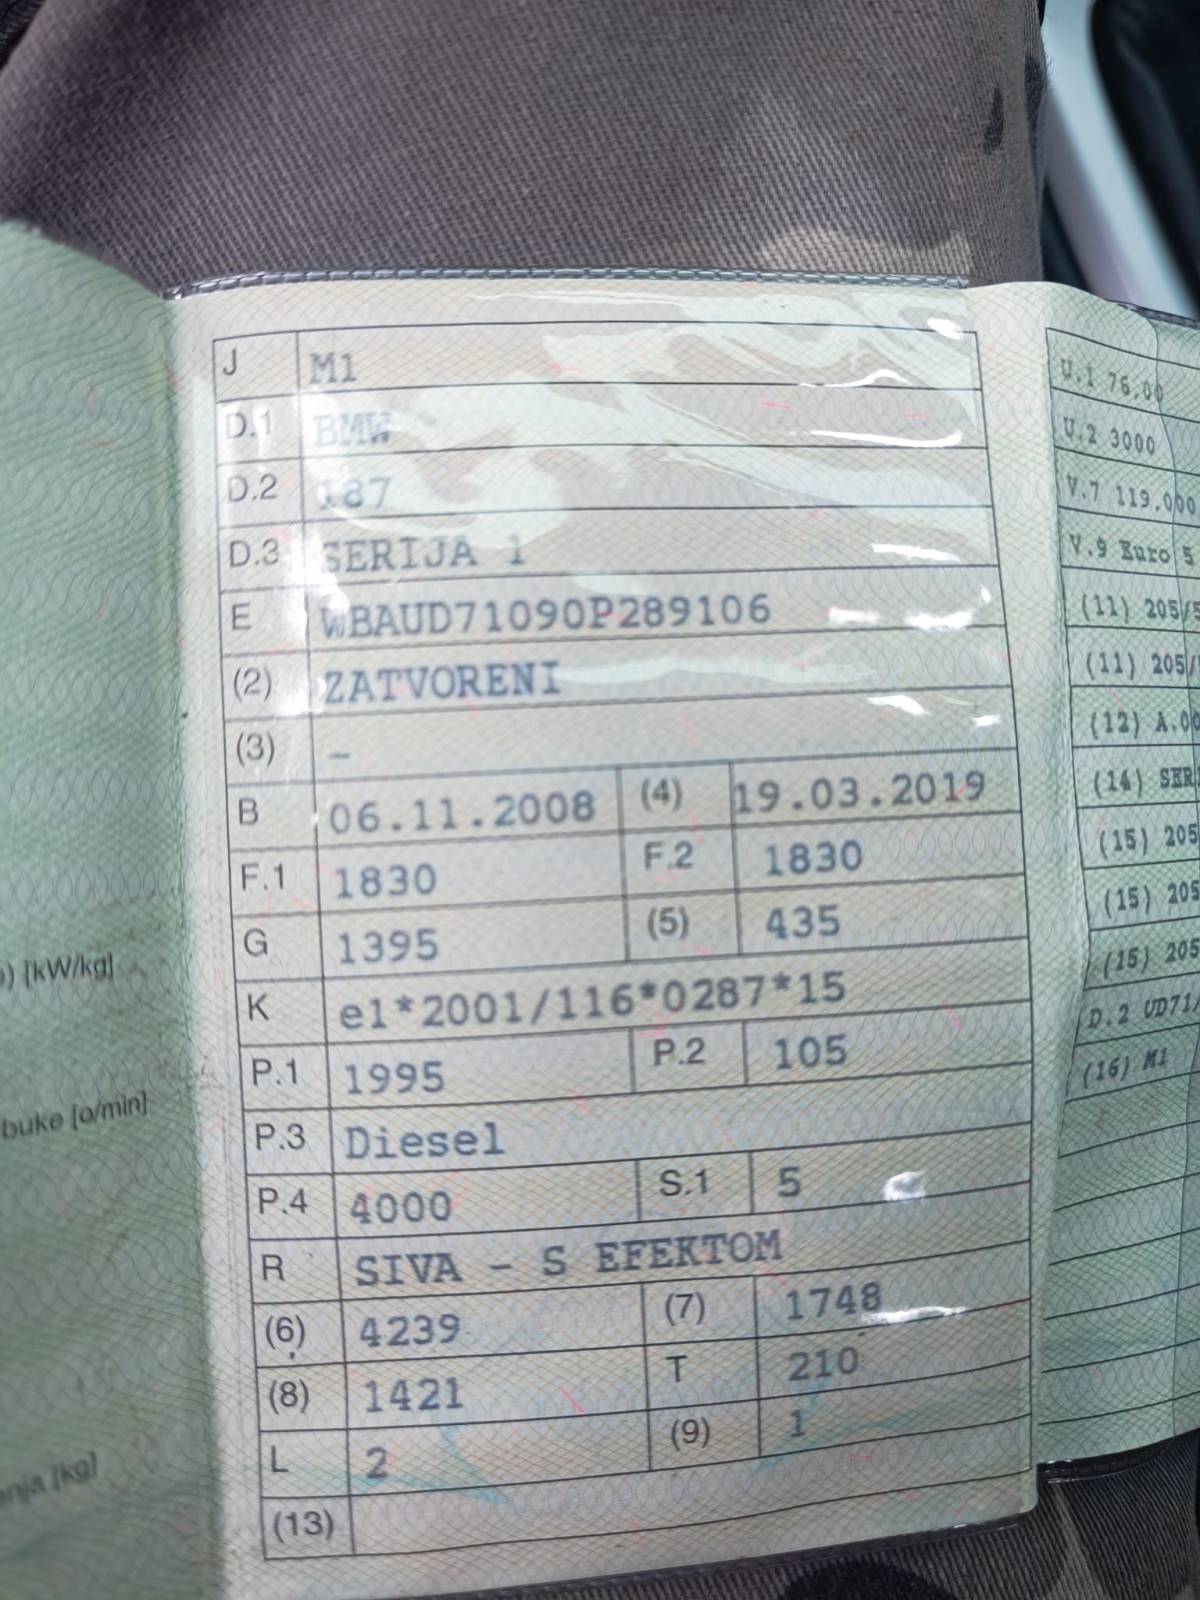 J M1
D.1 BMW
D.2 187
D.3 SERIJA 1
E WBAUD71090P289106
(2) ZATVORENI
(3) -
B 06.11.2008 (4) 19.03.2019
F.1 1830 F.2 1830
G 1395 (5) 435
K e1*2001/116*0287*15
P.1 1995 P.2 105
P.3 Diesel
P.4 4000 S.1 5
R SIVA - S EFEKTOM
(6) 4239 (7) 1748
(8) 1421 T 210
L 2 (9) 1
(13)
[kW/kg]
buke [o/min]
[kg]
U.1 76.00
U.2 3000
V.7 119.000
V.9 Euro 5
(11) 205/5
(11) 205/
(12) A.00
(14) SER
(15) 205
(15) 205
(15) 205
D.2 UD71
(16) M1